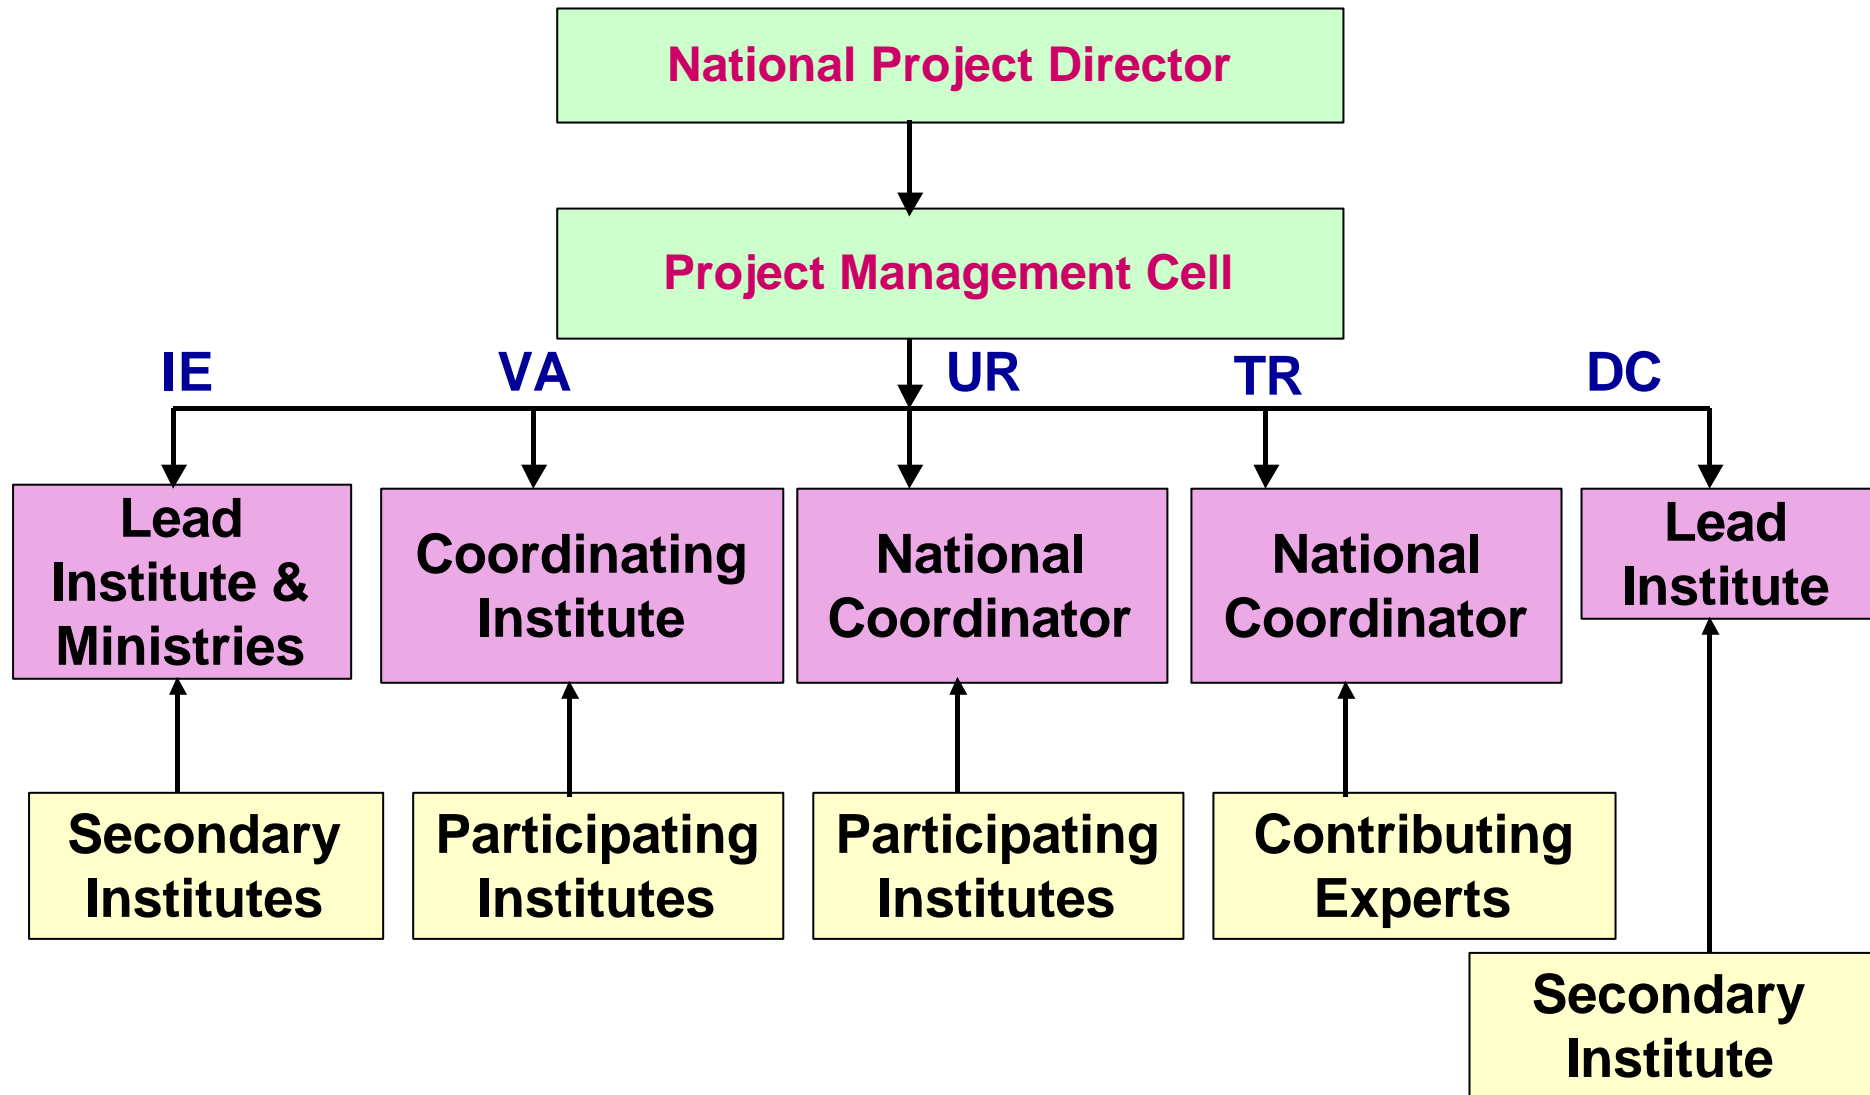 National Project Director
Project Management Cell
IE
VA
UR
TR
DC
Lead
Institute &
Ministries
Coordinating
Institute
National
Coordinator
National
Coordinator
Lead
Institute
Secondary
Institutes
Participating
Institutes
Participating
Institutes
Contributing
Experts
Secondary
Institute